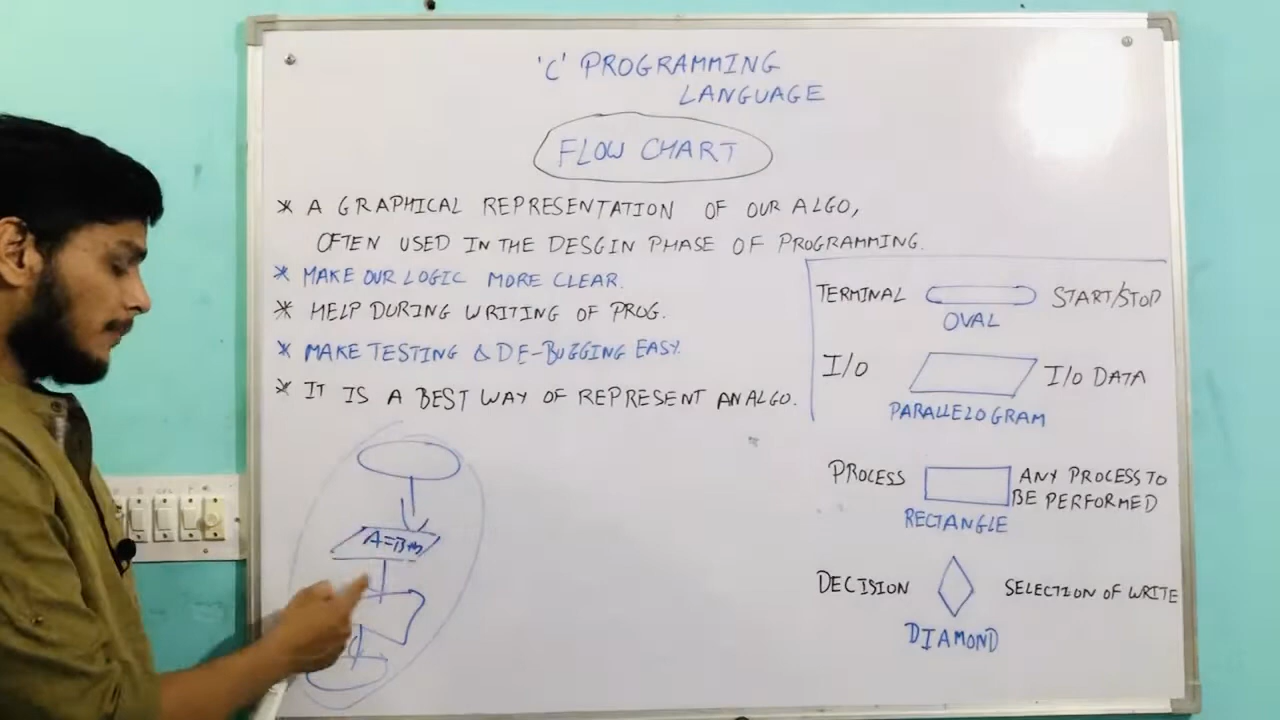 'C' PROGRAMMING
LANGUAGE
FLOW CHART
* A GRAPHICAL REPRESENTATION OF OUR ALGO,
OFTEN USED IN THE DESGIN PHASE OF PROGRAMMING.
* MAKE OUR LOGIC MORE CLEAR.
* HELP DURING WRITING OF PROG.
* MAKE TESTING & DE-BUGGING EASY.
* IT IS A BEST WAY OF REPRESENT AN ALGO.
TERMINAL START/STOP
OVAL
I/O I/O DATA
PARALLELOGRAM
PROCESS ANY PROCESS TO
BE PERFORMED
RECTANGLE
DECISION SELECTION OF WRITE
DIAMOND